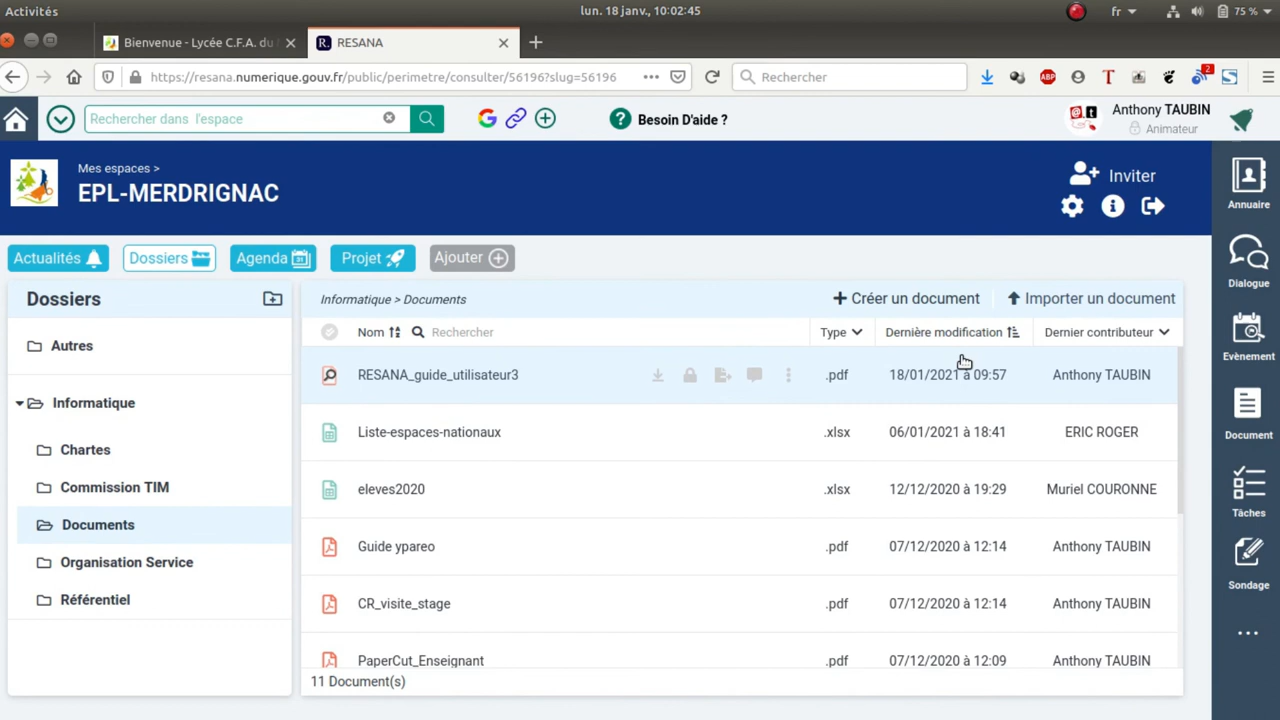 Activités
lun. 18 janv., 10:02:45
fr
75 %
Bienvenue - Lycée C.F.A. du
RESANA
https://resana.numerique.gouv.fr/public/perimetre/consulter/56196?slug=56196
Rechercher
ABP
T
2
Rechercher dans l'espace
Besoin D'aide ?
Anthony TAUBIN
Animateur
Mes espaces >
EPL-MERDRIGNAC
Inviter
Annuaire
Actualités
Dossiers
Agenda
31
Projet
Ajouter
Dialogue
Dossiers
Informatique > Documents
Créer un document
Importer un document
Nom
Rechercher
Type
Dernière modification
Dernier contributeur
Evènement
Autres
RESANA_guide_utilisateur3
.pdf
18/01/2021 à 09:57
Anthony TAUBIN
Informatique
Liste-espaces-nationaux
.xlsx
06/01/2021 à 18:41
ERIC ROGER
Document
Chartes
Commission TIM
eleves2020
.xlsx
12/12/2020 à 19:29
Muriel COURONNE
Tâches
Documents
Guide ypareo
.pdf
07/12/2020 à 12:14
Anthony TAUBIN
Organisation Service
Sondage
Référentiel
CR_visite_stage
.pdf
07/12/2020 à 12:14
Anthony TAUBIN
PaperCut_Enseignant
.pdf
07/12/2020 à 12:09
Anthony TAUBIN
11 Document(s)